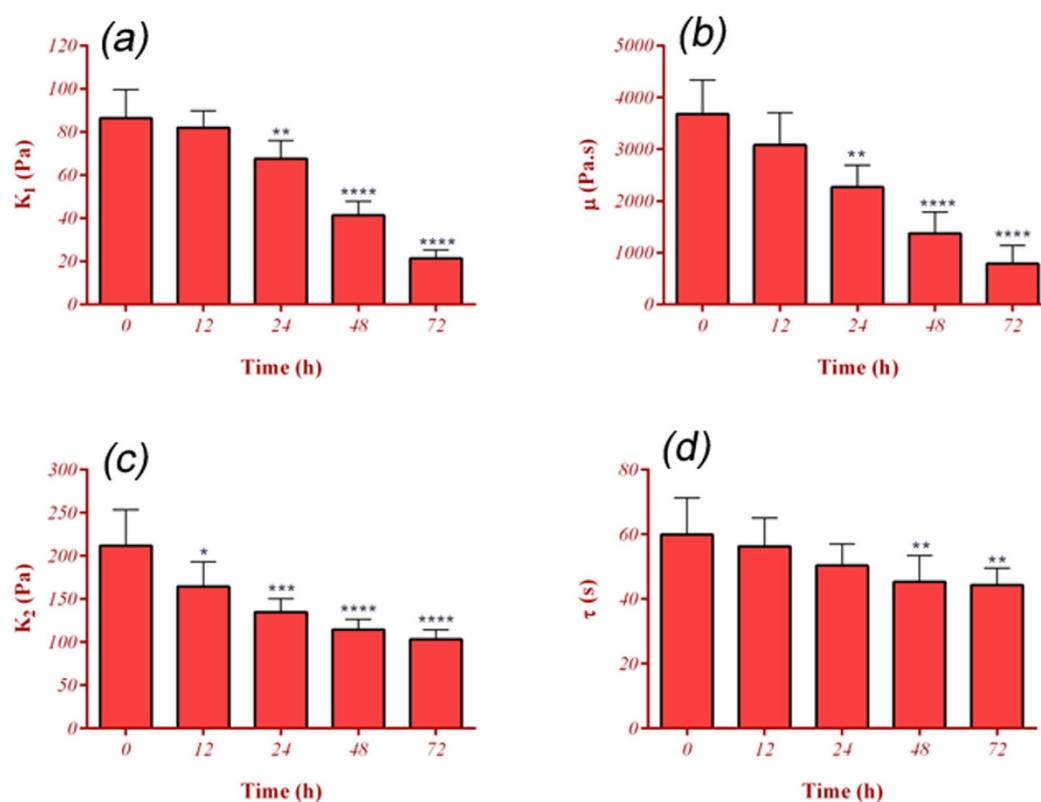 (a)
K1 (Pa)
120
100
80
60
40
20
0
**
****
****
0 12 24 48 72
Time (h)
(b)
μ (Pa.s)
5000
4000
3000
2000
1000
0
**
****
****
0 12 24 48 72
Time (h)
(c)
K2 (Pa)
300
250
200
150
100
50
0
*
***
****
****
0 12 24 48 72
Time (h)
(d)
τ (s)
80
60
40
20
0
**
**
0 12 24 48 72
Time (h)